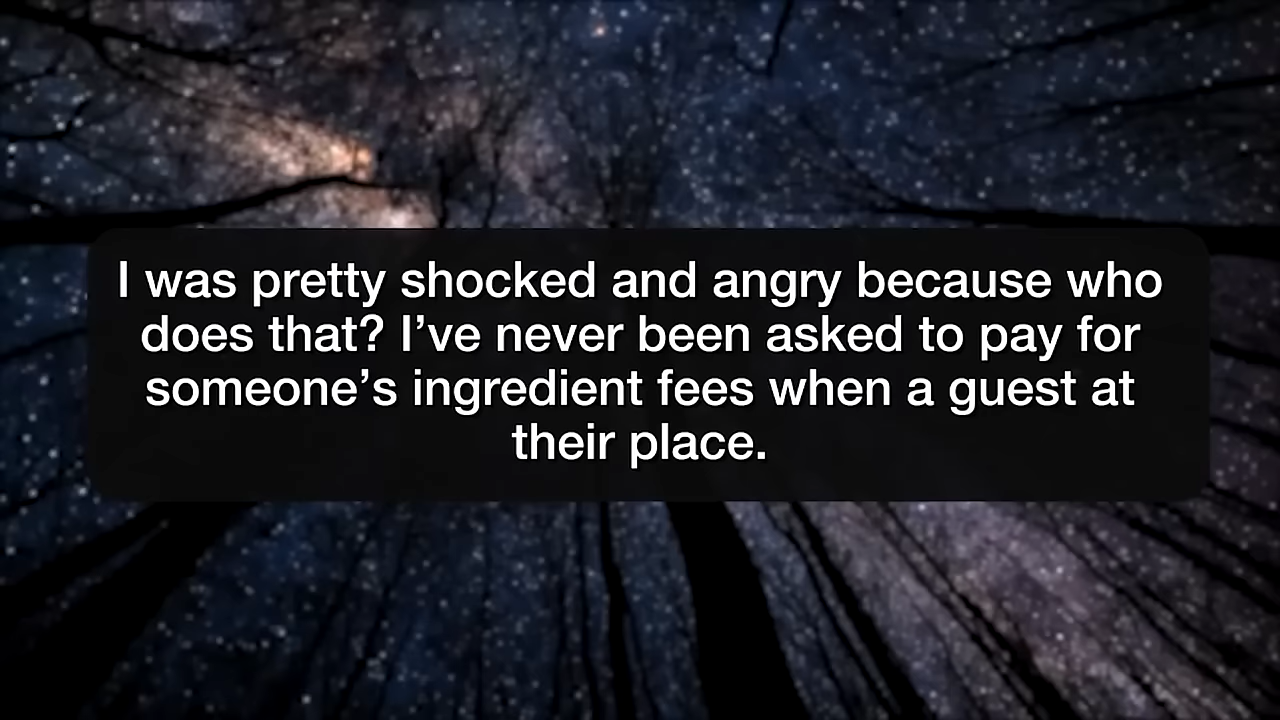 I was pretty shocked and angry because who
does that? I’ve never been asked to pay for
someone’s ingredient fees when a guest at
their place.